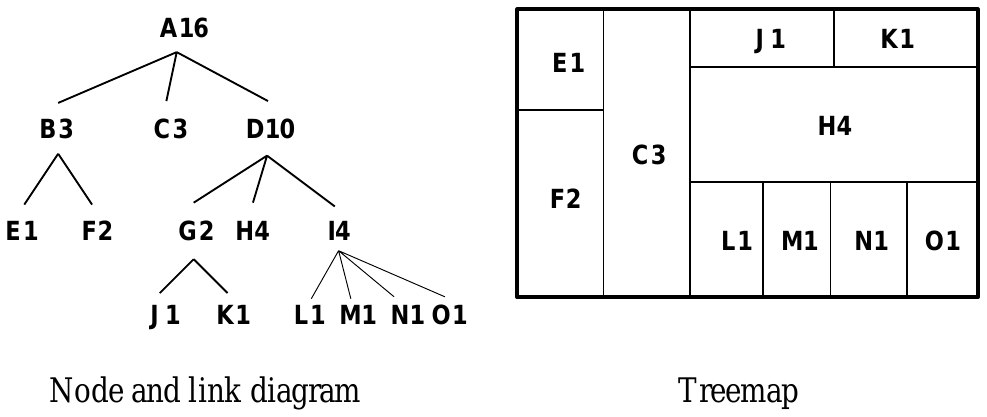 A16
B3 C3 D10
E1 F2 G2 H4 I4
J1 K1 L1 M1 N1 O1
Node and link diagram
J1 K1
E1
H4
C3
F2
L1 M1 N1 O1
Treemap